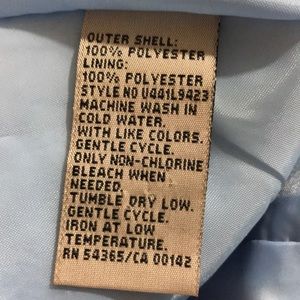 OUTER SHELL:
100% POLYESTER
LINING:
100% POLYESTER
STYLE NO U441L9423
MACHINE WASH IN
COLD WATER.
WITH LIKE COLORS.
GENTLE CYCLE.
ONLY NON-CHLORINE
BLEACH WHEN
NEEDED.
TUMBLE DRY LOW.
GENTLE CYCLE.
IRON AT LOW
TEMPERATURE.
RN 54365/CA 00142